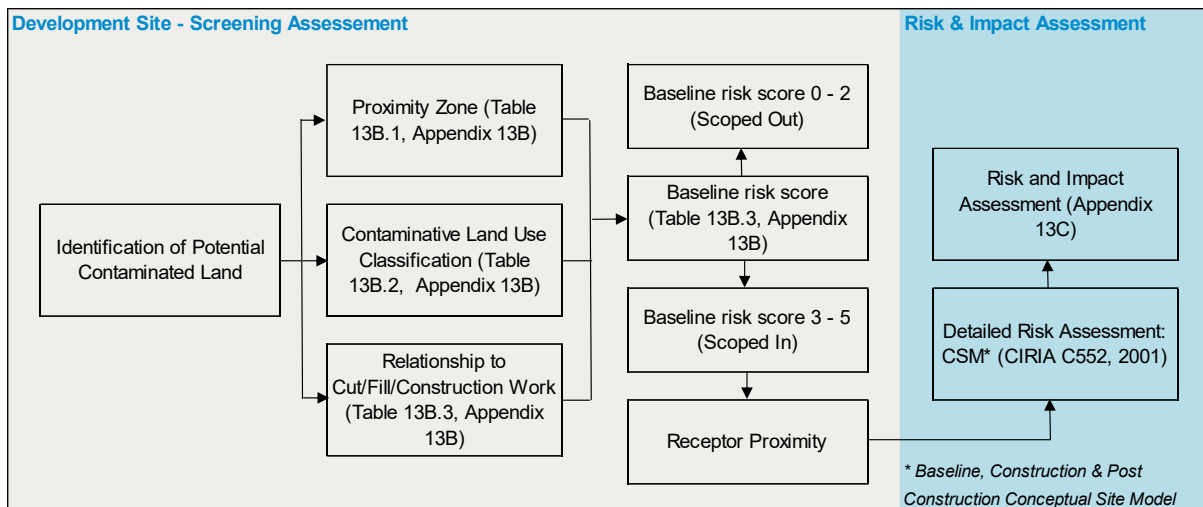 Development Site - Screening Assessement
Risk & Impact Assessment
Identification of Potential
Contaminated Land
Proximity Zone (Table
13B.1, Appendix 13B)
Contaminative Land Use
Classification (Table
13B.2, Appendix 13B)
Relationship to
Cut/Fill/Construction Work
(Table 13B.3, Appendix
13B)
Baseline risk score 0 - 2
(Scoped Out)
Baseline risk score
(Table 13B.3, Appendix
13B)
Baseline risk score 3 - 5
(Scoped In)
Receptor Proximity
Risk and Impact
Assessment (Appendix
13C)
Detailed Risk Assessment:
CSM* (CIRIA C552, 2001)
* Baseline, Construction & Post
Construction Conceptual Site Model